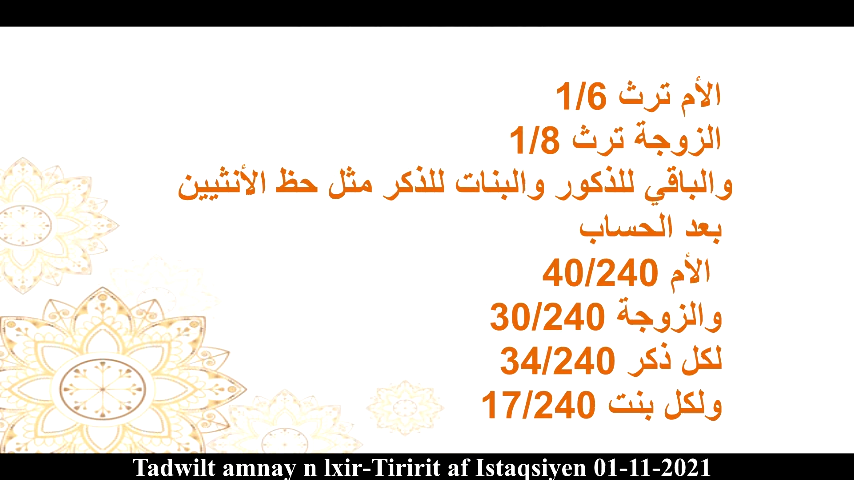 الأم ترث 1/6
الزوجة ترث 1/8
والباقي للذكور والبنات للذكر مثل حظ الأنثيين
بعد الحساب
الأم 40/240
والزوجة 30/240
لكل ذكر 34/240
ولكل بنت 17/240
Tadwilt amnay n lxir-Tiririt af Istaqsiyen 01-11-2021